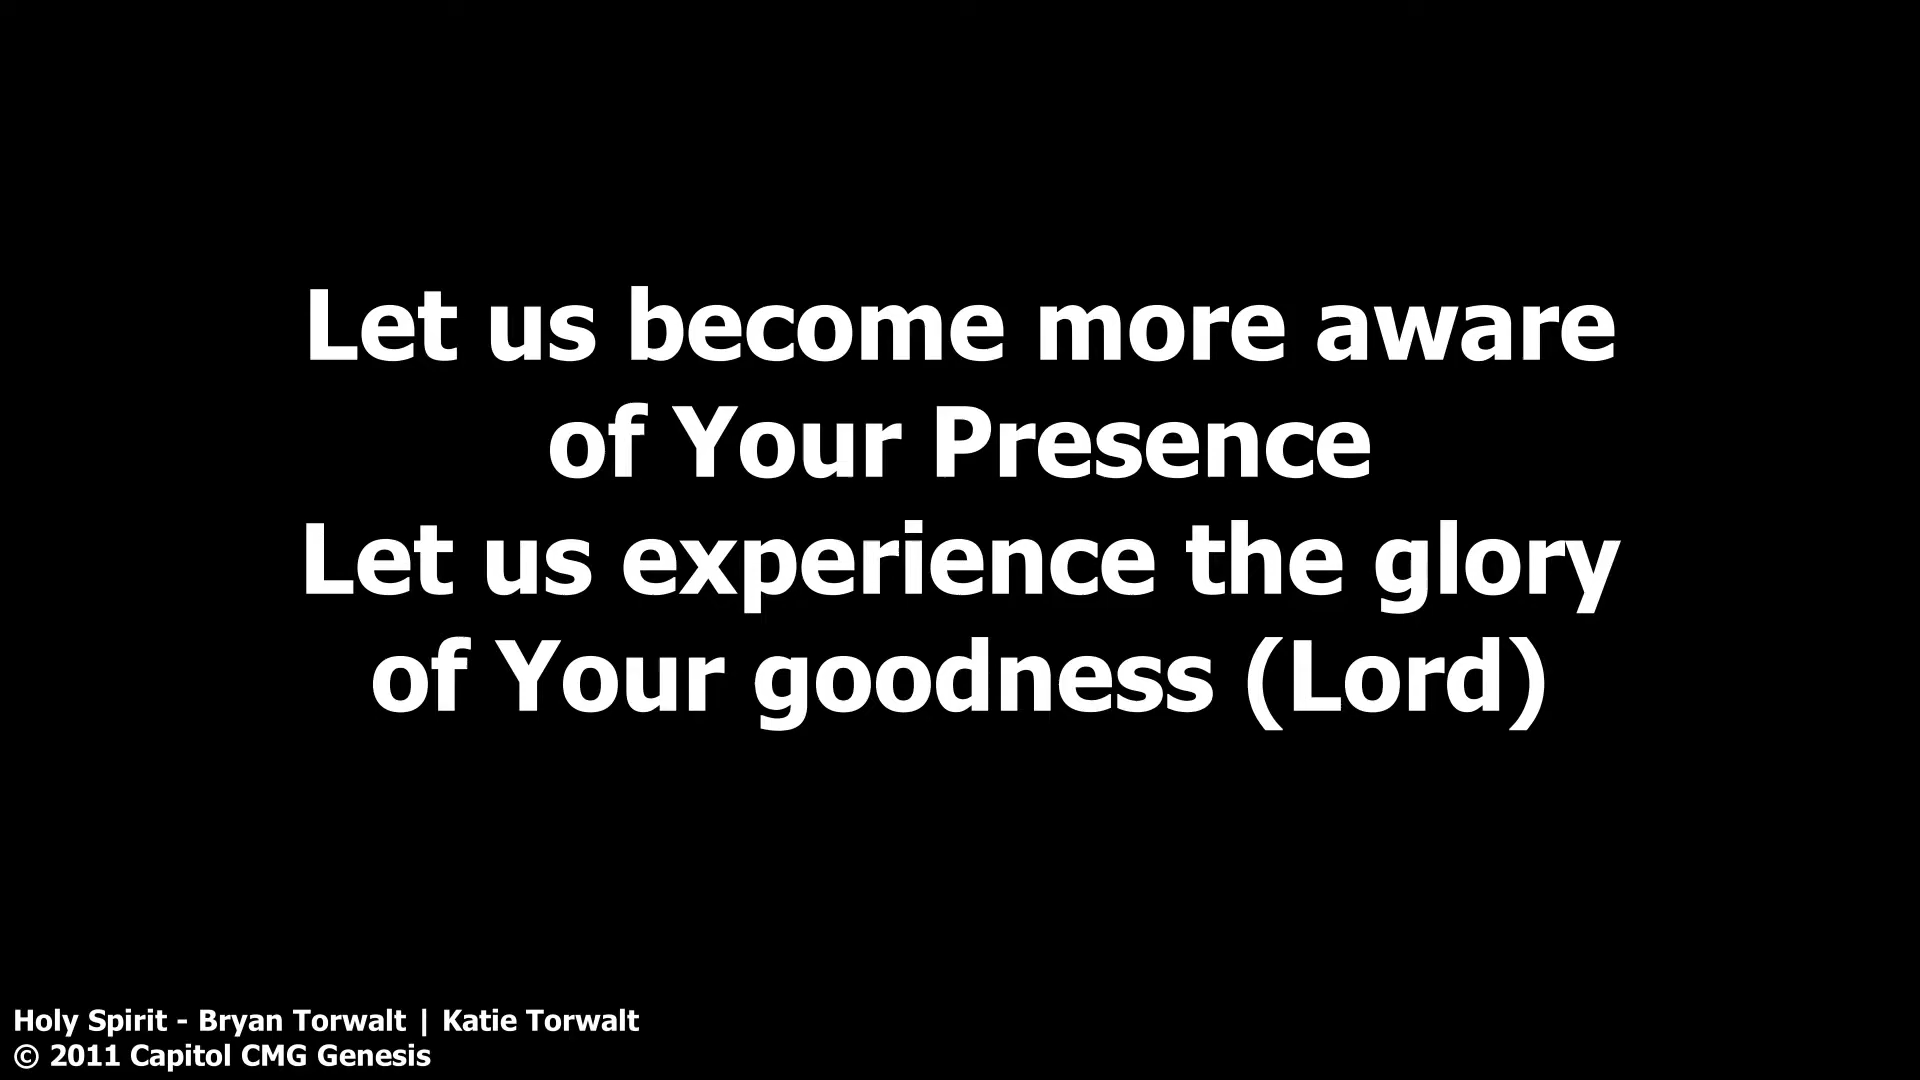 Let us become more aware
of Your Presence
Let us experience the glory
of Your goodness (Lord)
Holy Spirit - Bryan Torwalt | Katie Torwalt
© 2011 Capitol CMG Genesis